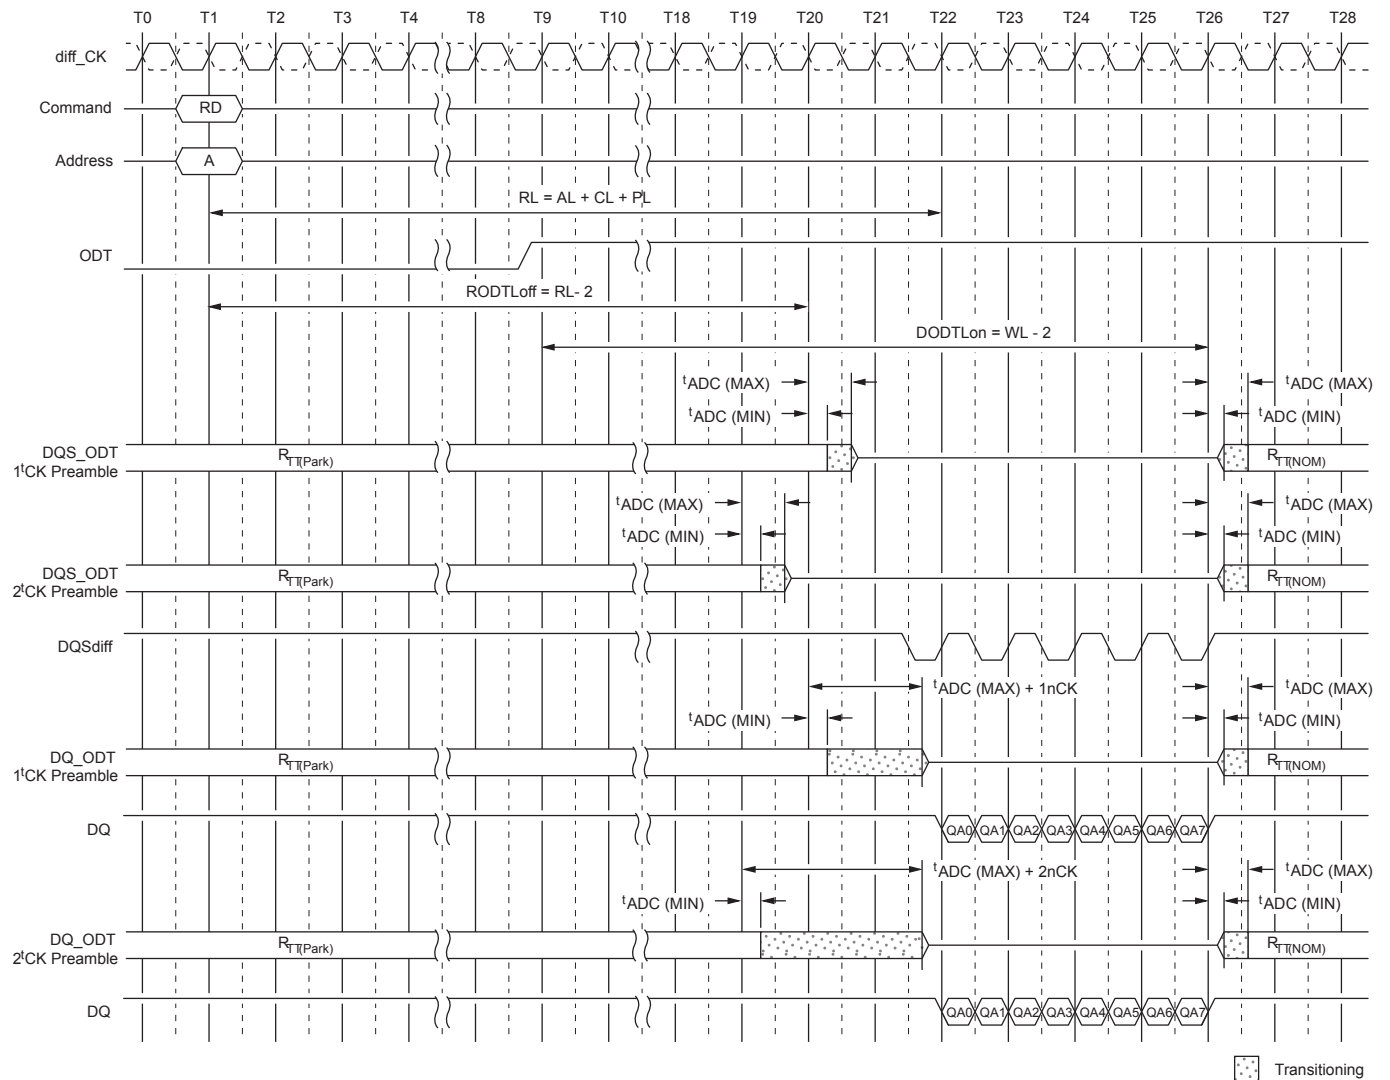 T0 T1 T2 T3 T4 T8 T9 T10 T18 T19 T20 T21 T22 T23 T24 T25 T26 T27 T28
diff_CK
Command RD
Address A
RL = AL + CL + PL
ODT
RODTLoff = RL- 2
DODTLon = WL - 2
tADC (MAX) tADC (MAX)
tADC (MIN) tADC (MIN)
DQS_ODT
1tCK Preamble RTT(Park) RTT(NOM)
tADC (MAX) tADC (MAX)
tADC (MIN) tADC (MIN)
DQS_ODT
2tCK Preamble RTT(Park) RTT(NOM)
DQSdiff
tADC (MAX) + 1nCK tADC (MAX)
tADC (MIN) tADC (MIN)
DQ_ODT
1tCK Preamble RTT(Park) RTT(NOM)
DQ QA0 QA1 QA2 QA3 QA4 QA5 QA6 QA7
tADC (MAX) + 2nCK tADC (MAX)
tADC (MIN) tADC (MIN)
DQ_ODT
2tCK Preamble RTT(Park) RTT(NOM)
DQ QA0 QA1 QA2 QA3 QA4 QA5 QA6 QA7
Transitioning